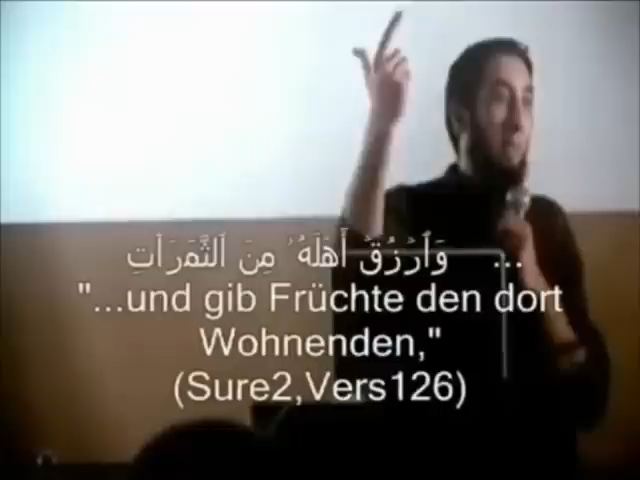 ... وَٱرۡزُقۡ أَهۡلَهُۥ مِنَ ٱلثَّمَرَٰتِ
"...und gib Früchte den dort
Wohnenden,"
(Sure2,Vers126)